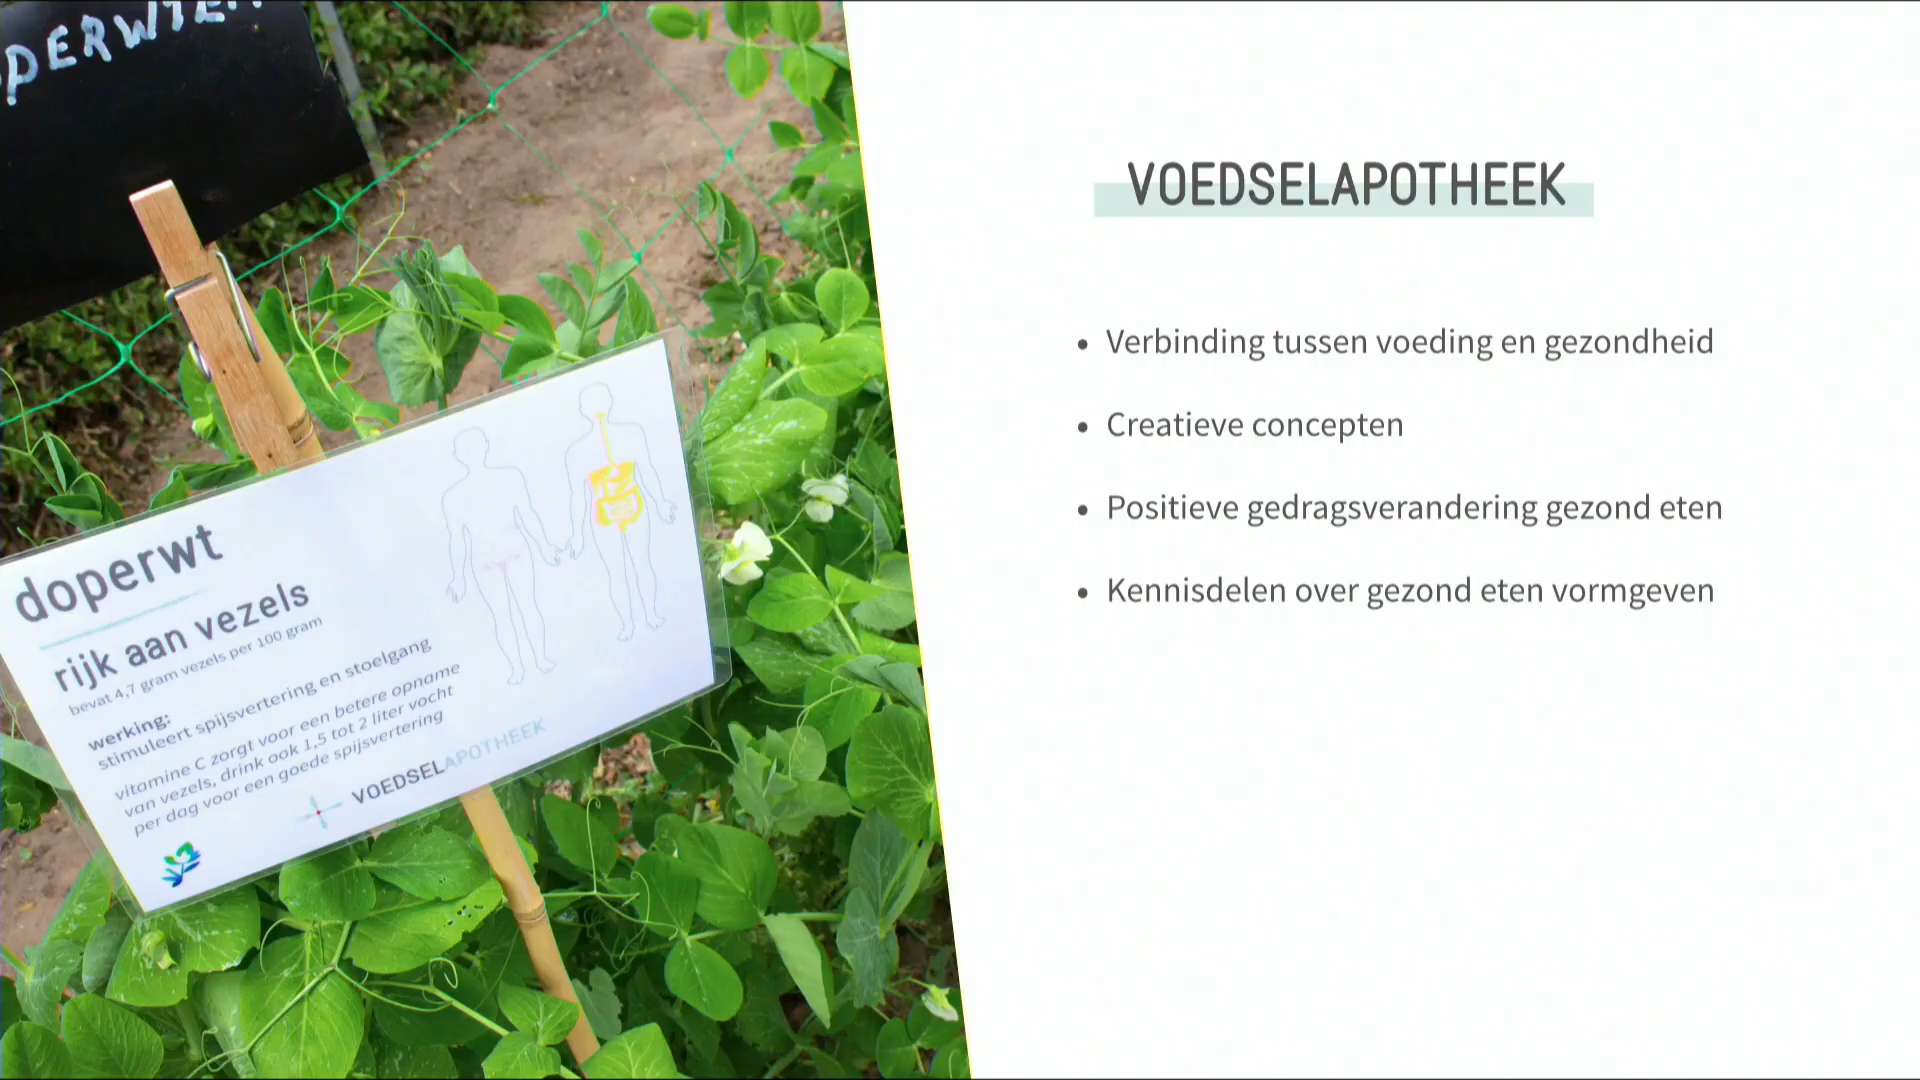 doperwt
rijk aan vezels
bevat 4,7 gram vezels per 100 gram
werking:
stimuleert spijsvertering en stoelgang
vitamine C zorgt voor een betere opname
van vezels, drink ook 1,5 tot 2 liter vocht
per dag voor een goede spijsvertering
VOEDSELAPOTHEEK
VOEDSELAPOTHEEK
• Verbinding tussen voeding en gezondheid
• Creatieve concepten
• Positieve gedragsverandering gezond eten
• Kennisdelen over gezond eten vormgeven